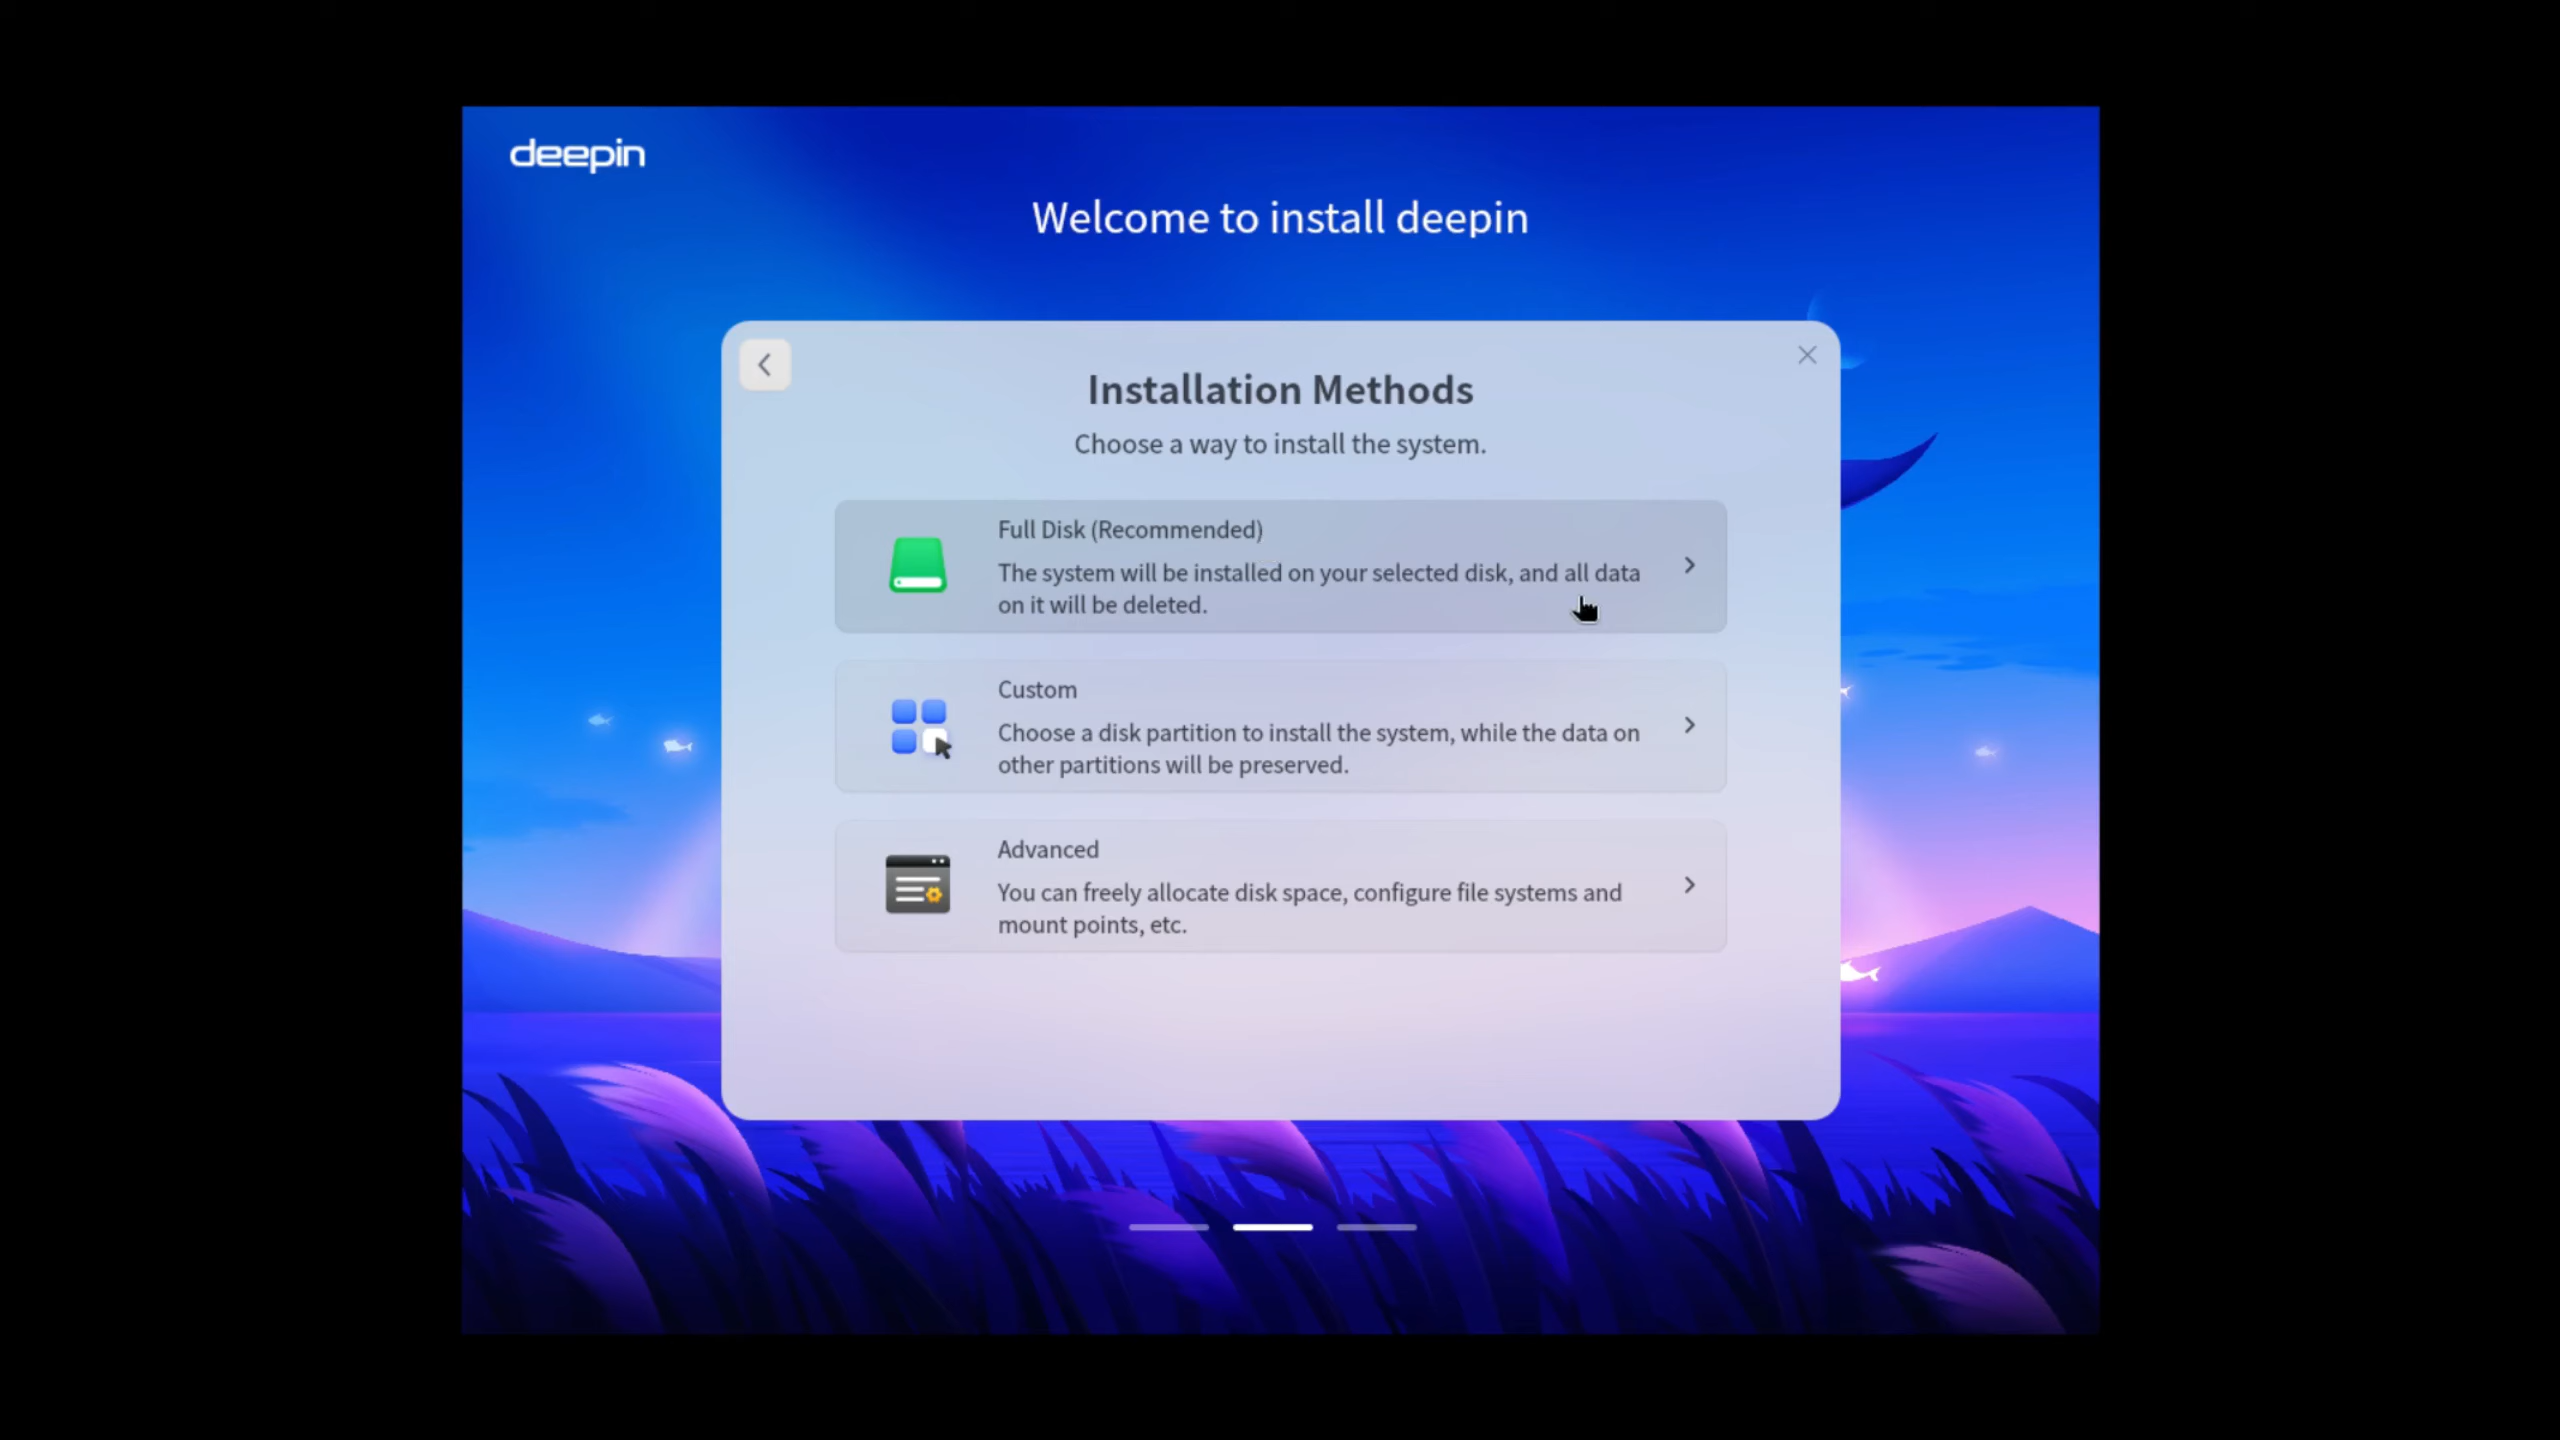 deepin
Welcome to install deepin
Installation Methods
Choose a way to install the system.
Full Disk (Recommended)
The system will be installed on your selected disk, and all data
on it will be deleted.
Custom
Choose a disk partition to install the system, while the data on
other partitions will be preserved.
Advanced
You can freely allocate disk space, configure file systems and
mount points, etc.